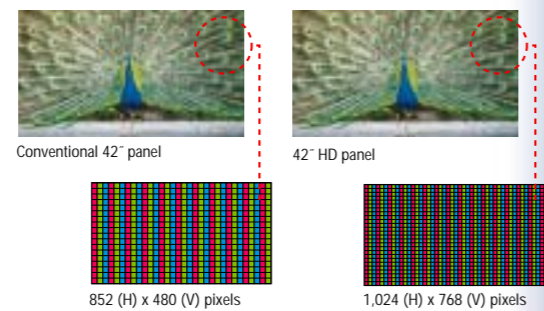 Conventional 42˝ panel
42˝ HD panel
852 (H) x 480 (V) pixels
1,024 (H) x 768 (V) pixels